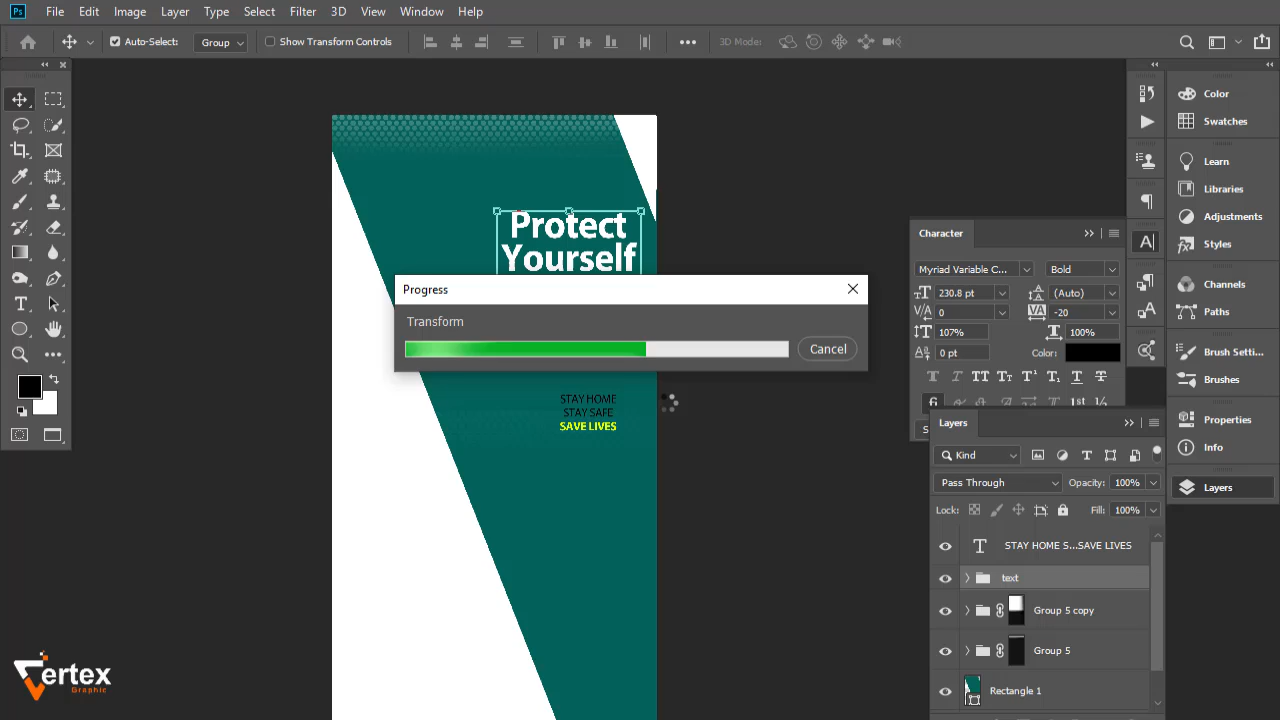 Ps File Edit Image Layer Type Select Filter 3D View Window Help
Auto-Select: Group Show Transform Controls 3D Mode:
Protect
Yourself
Progress
Transform
Cancel
STAY HOME
STAY SAFE
SAVE LIVES
Character
Myriad Variable C... Bold
230.8 pt (Auto)
0 -20
107% 100%
0 pt Color:
Layers
Kind
Pass Through Opacity: 100%
Lock: Fill: 100%
STAY HOME S...SAVE LIVES
text
Group 5 copy
Group 5
Rectangle 1
Color
Swatches
Learn
Libraries
Adjustments
Styles
Channels
Paths
Brush Setti...
Brushes
Properties
Info
Layers
Vertex
Graphic